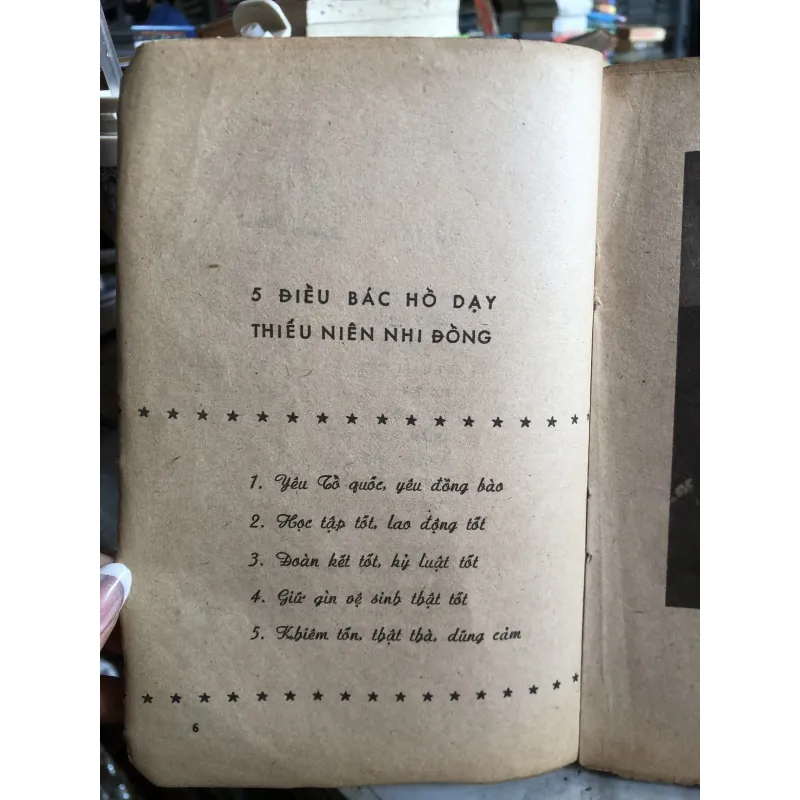 5 ĐIỀU BÁC HỒ DẠY
THIẾU NIÊN NHI ĐỒNG
1. Yêu Tổ quốc, yêu đồng bào
2. Học tập tốt, lao động tốt
3. Đoàn kết tốt, kỷ luật tốt
4. Giữ gìn vệ sinh thật tốt
5. Khiêm tốn, thật thà, dũng cảm
6